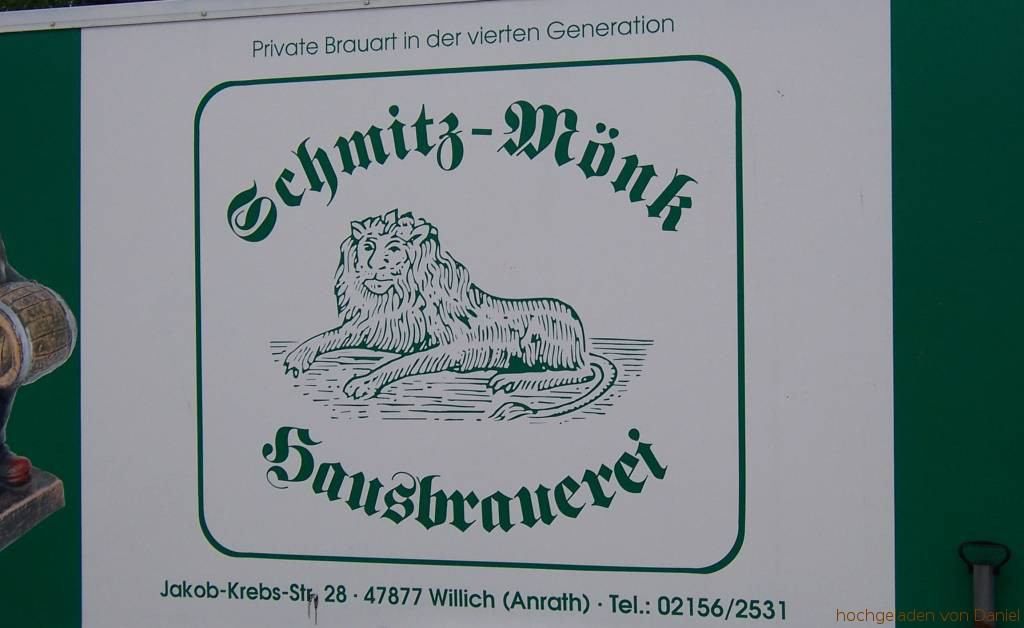 Private Brauart in der vierten Generation
Schmitz-Mönk
Hausbrauerei
Jakob-Krebs-Str. 28 · 47877 Willich (Anrath) · Tel.: 02156/2531
hochgeladen von Daniel